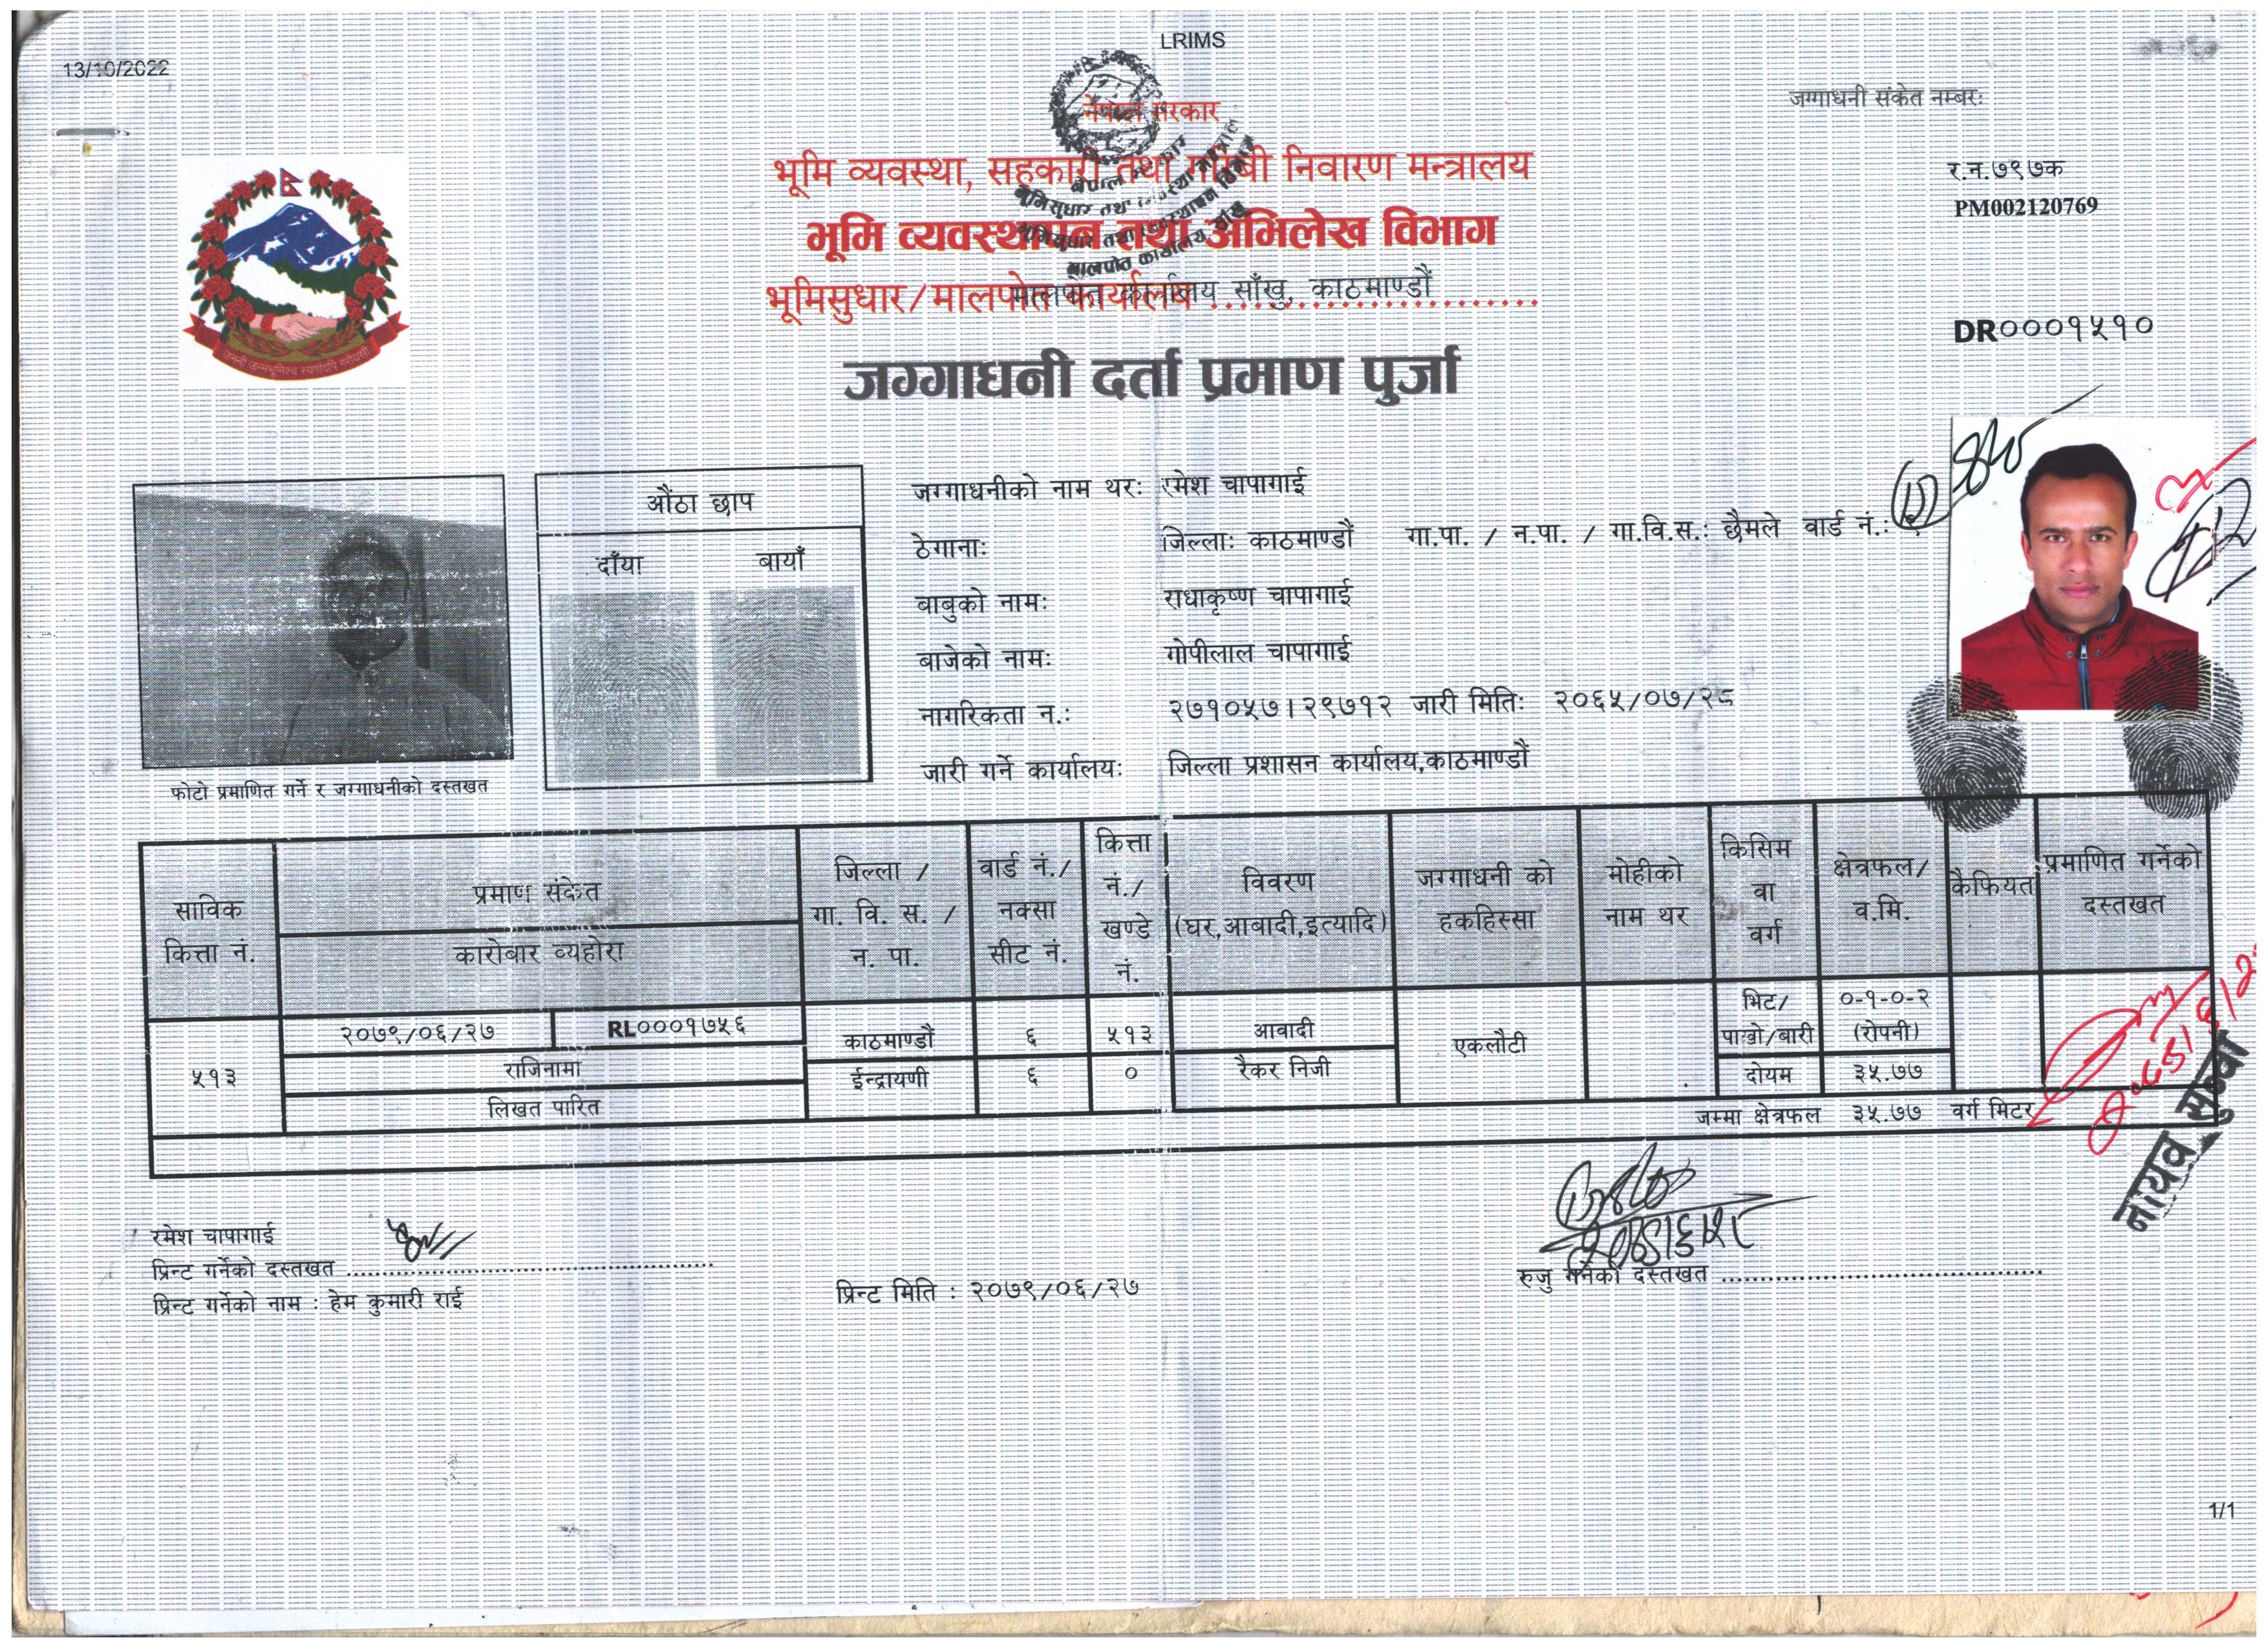 LRIMS
13/10/2022
जग्गाधनी संकेत नम्बर:
नेपाल सरकार
भूमि व्यवस्था, सहकारी तथा गरिबी निवारण मन्त्रालय
र.न.७९७क
PM002120769
भूमि व्यवस्थापन तथा अभिलेख विभाग
भूमिसुधार/मालपोत कार्यालय
मालपोत कार्यालय साँखु, काठमाण्डौं
DR०००१५१०
जग्गाधनी दर्ता प्रमाण पुर्जा
औंठा छाप
दाँया बायाँ
जग्गाधनीको नाम थर: रमेश चापागाई
ठेगाना: जिल्ला: काठमाण्डौं गा.पा. / न.पा. / गा.वि.स.: छैमले वार्ड नं.:
बाबुको नाम: राधाकृष्ण चापागाई
बाजेको नाम: गोपीलाल चापागाई
नागरिकता न.: २७१०५७।२९७१२ जारी मिति: २०६५/०७/२८
जारी गर्ने कार्यालय: जिल्ला प्रशासन कार्यालय,काठमाण्डौं
फोटो प्रमाणित गर्ने र जग्गाधनीको दस्तखत
साविक कित्ता नं.
प्रमाण संकेत
कारोबार व्यहोरा
जिल्ला / गा. वि. स. / न. पा.
वार्ड नं./ नक्सा सीट नं.
कित्ता नं./ खण्डे नं.
विवरण (घर,आबादी,इत्यादि)
जग्गाधनी को हकहिस्सा
मोहीको नाम थर
किसिम वा वर्ग
क्षेत्रफल/ व.मि.
कैफियत
प्रमाणित गर्नेको दस्तखत
५१३
२०७९/०६/२७ RL०००१७५६
राजिनामा
लिखत पारित
काठमाण्डौं ६ ५१३ आवादी
ईन्द्रायणी ६ ० रैकर निजी
एकलौटी
भिट/ पाखो/बारी
०-१-०-२ (रोपनी)
दोयम ३५.७७
जम्मा क्षेत्रफल ३५.७७ वर्ग मिटर
नायव सुब्बा
रमेश चापागाई
प्रिन्ट गर्नेको दस्तखत
प्रिन्ट गर्नेको नाम : हेम कुमारी राई
प्रिन्ट मिति : २०७९/०६/२७
रुजु गर्नेको दस्तखत
1/1